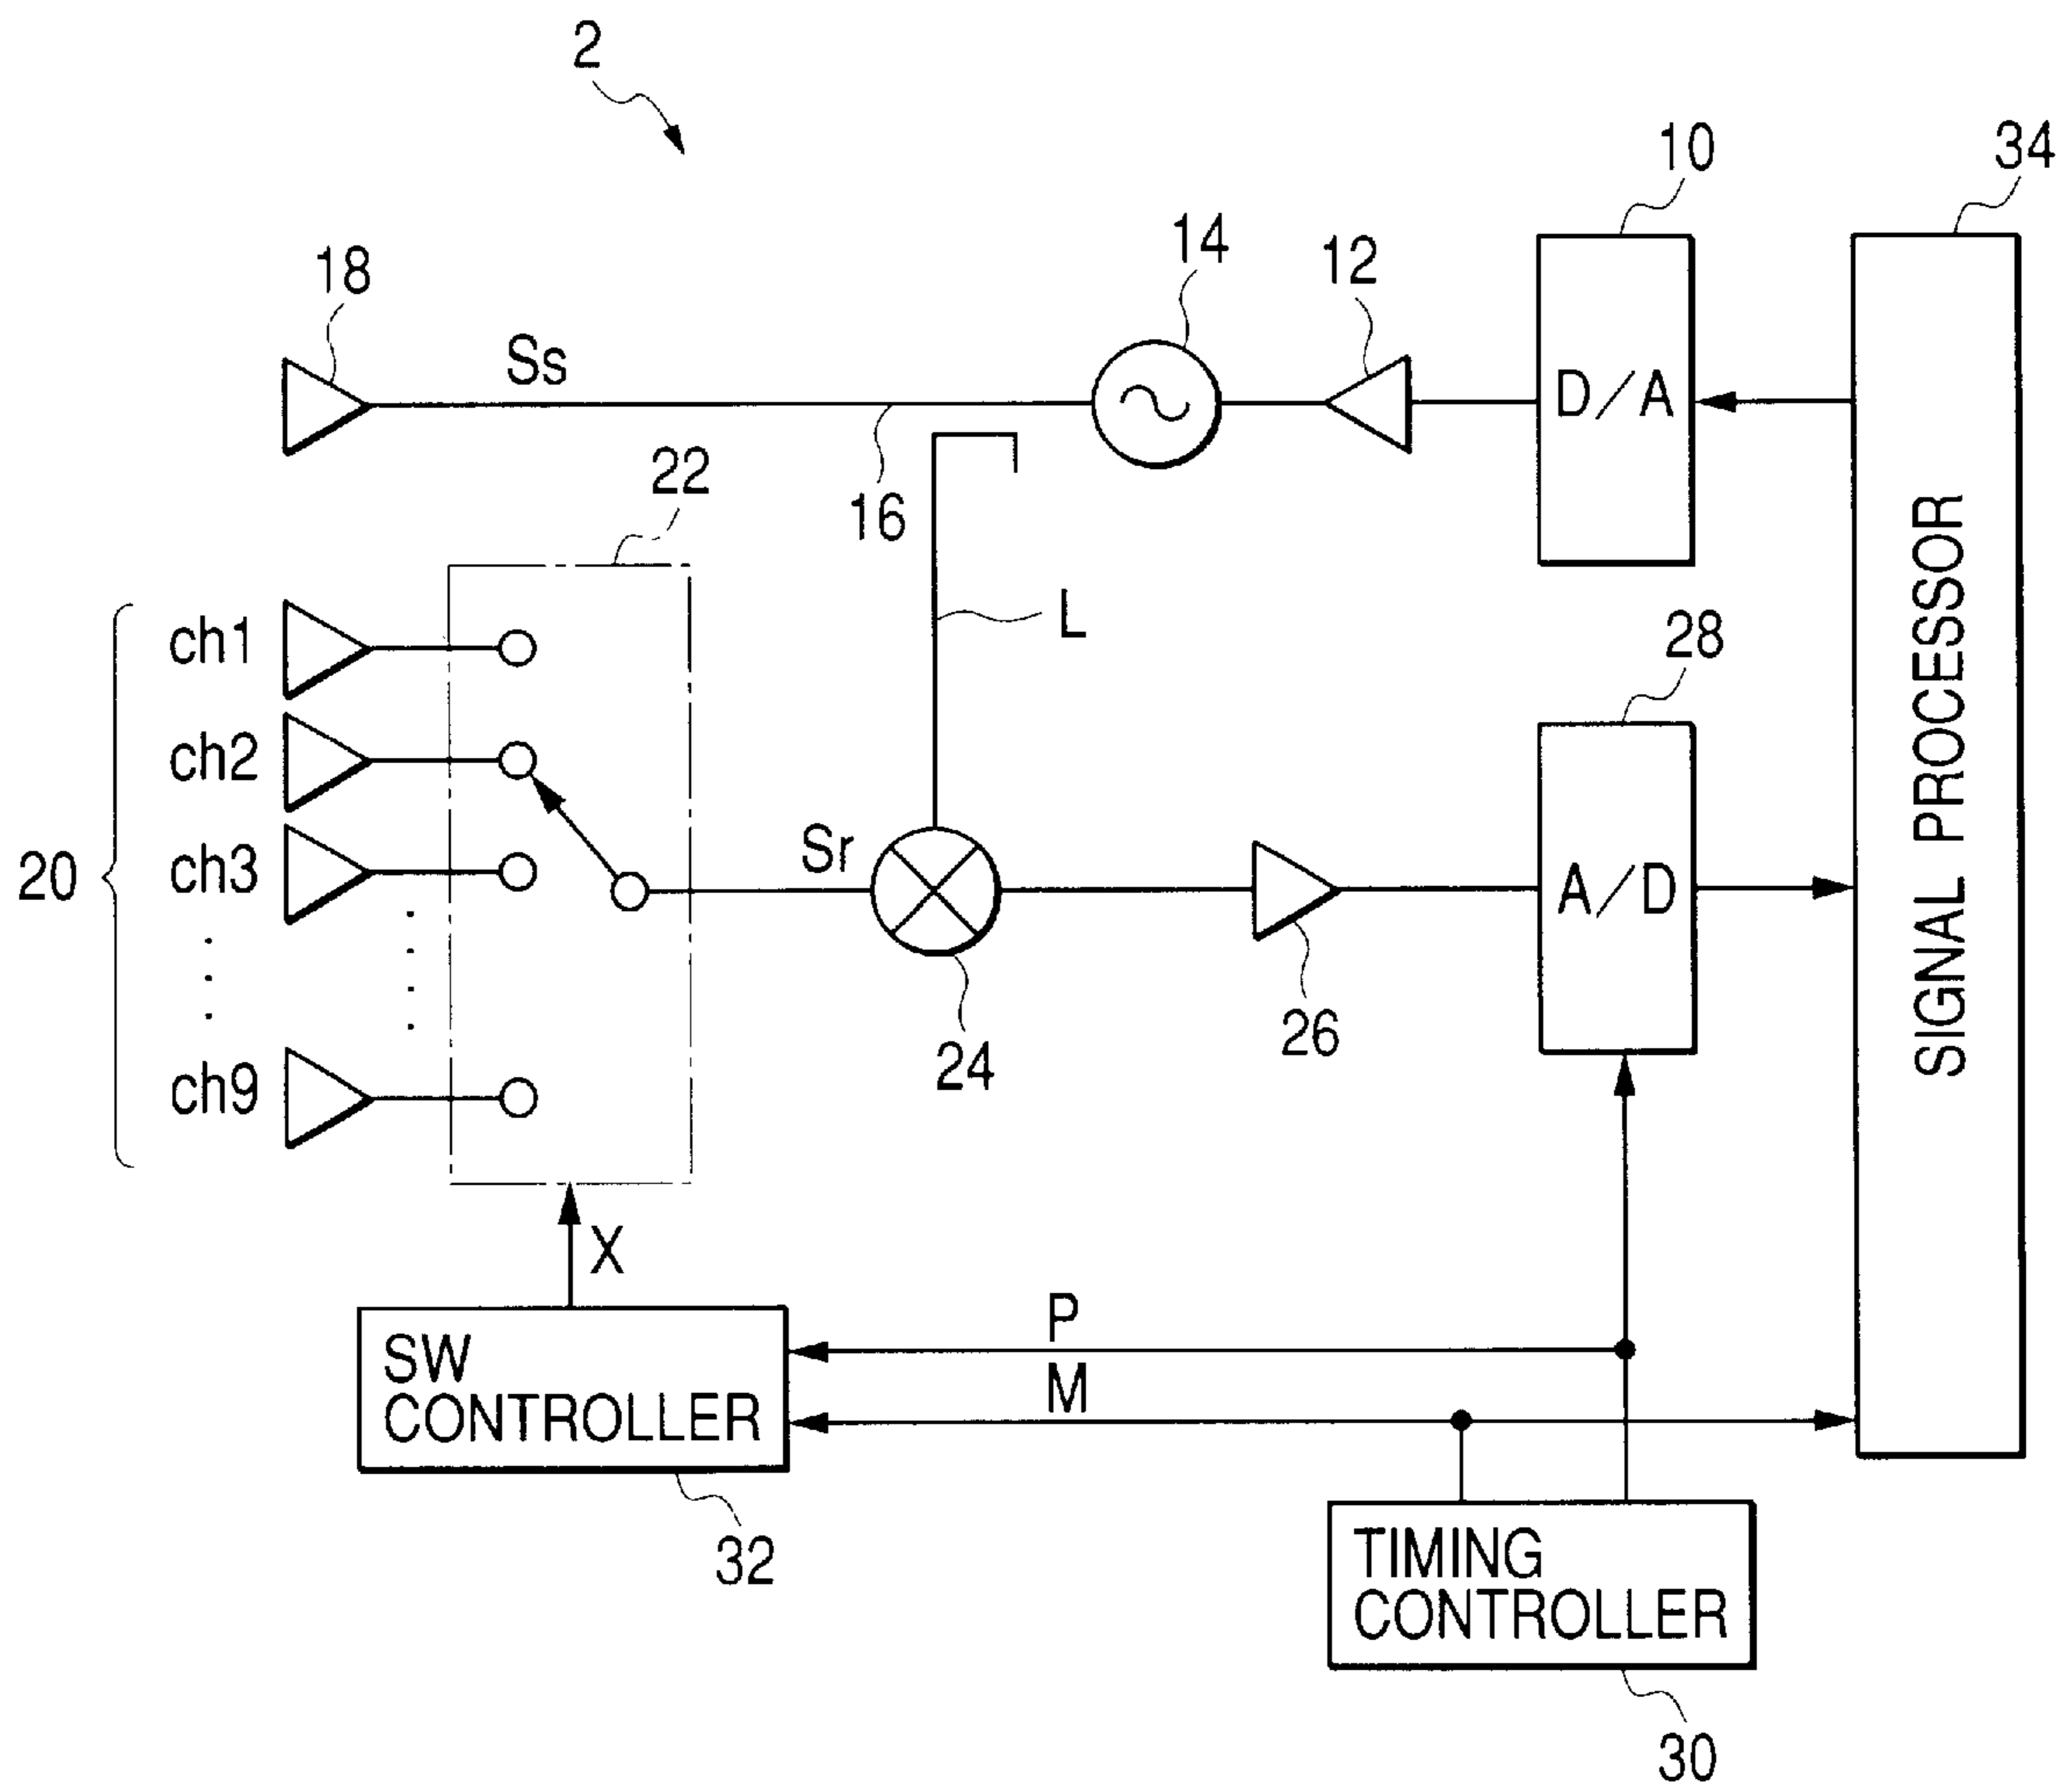 2
10
34
14
12
18
Ss
D/A
22
16
L
28
SIGNAL PROCESSOR
ch1
ch2
20
ch3
Sr
A/D
26
24
ch9
X
P
SW
CONTROLLER
M
32
TIMING
CONTROLLER
30